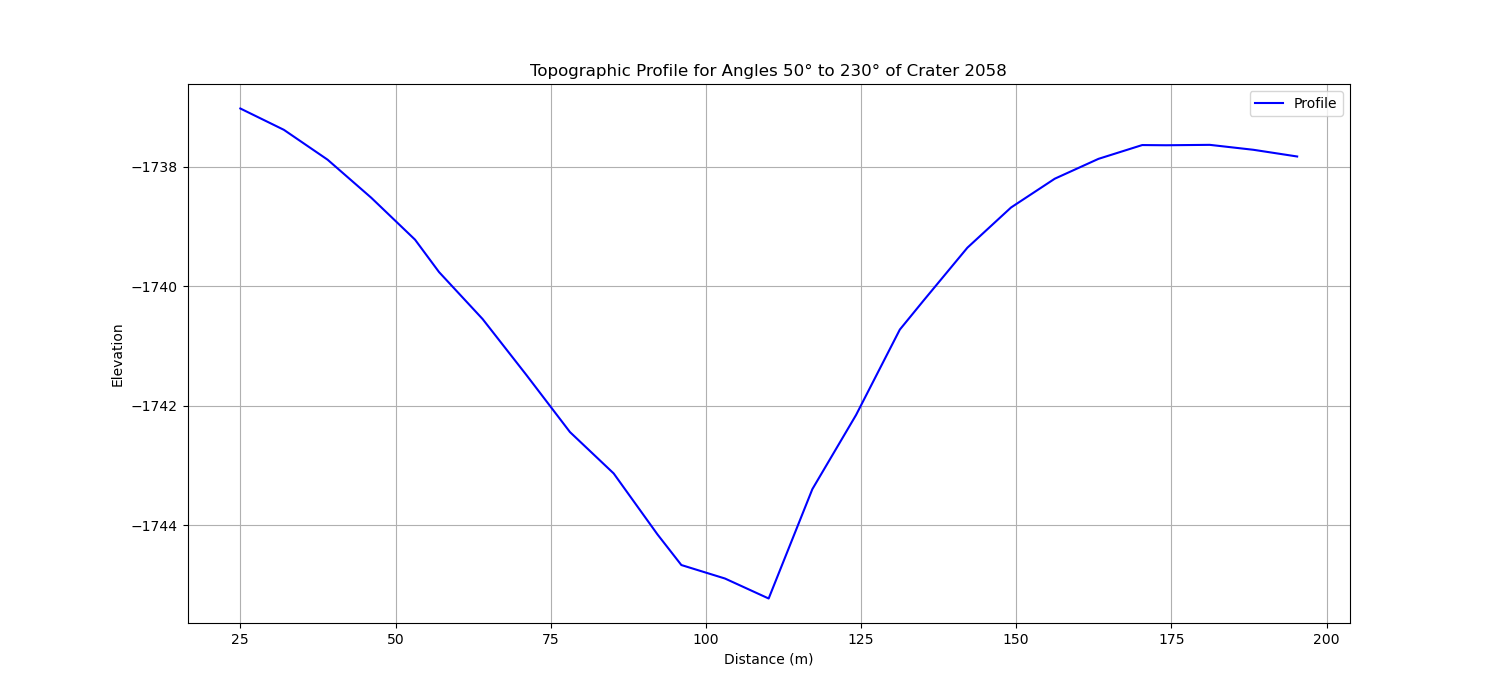 Topographic Profile for Angles 50° to 230° of Crater 2058
Profile
−1738
−1740
−1742
−1744
Elevation
25 50 75 100 125 150 175 200
Distance (m)